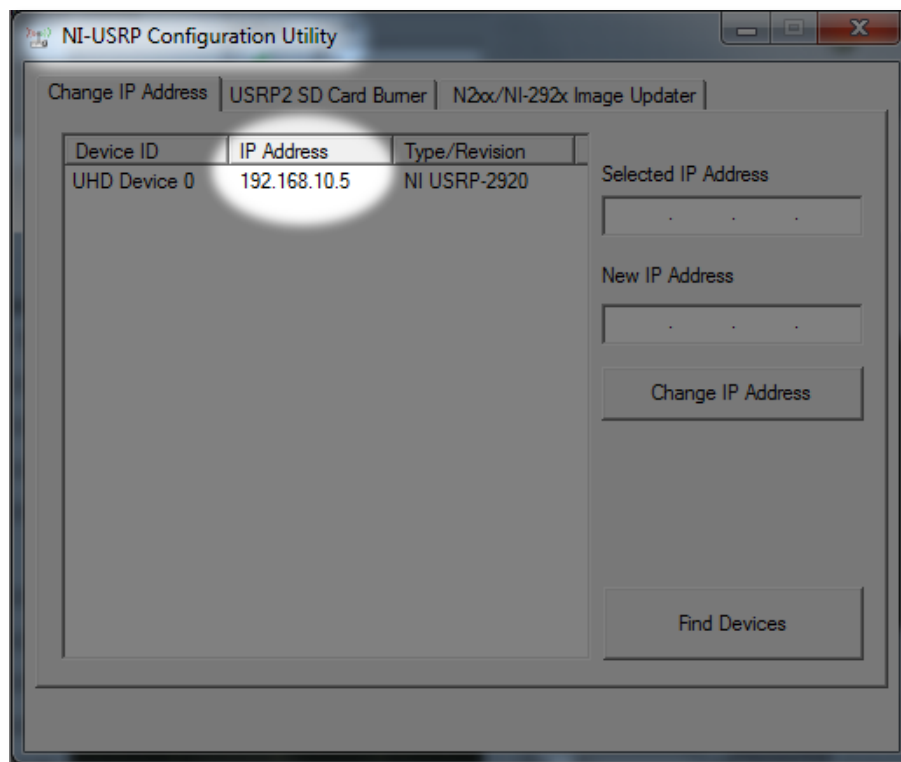 NI-USRP Configuration Utility
Change IP Address USRP2 SD Card Burner N2xx/NI-292x Image Updater
Device ID IP Address Type/Revision
UHD Device 0 192.168.10.5 NI USRP-2920
Selected IP Address
. . .
New IP Address
. . .
Change IP Address
Find Devices